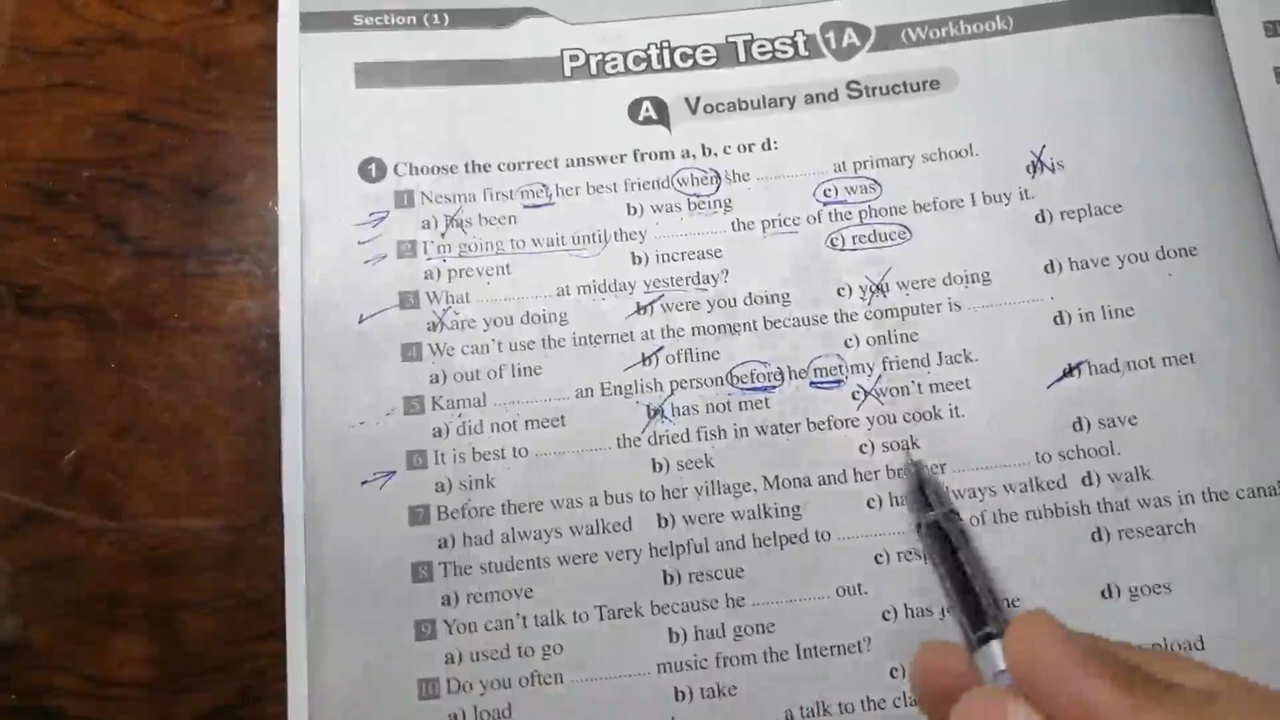 Section (1)
Practice Test 1A (Workbook)
A Vocabulary and Structure
1 Choose the correct answer from a, b, c or d:
1 Nesma first met her best friend when she ............... at primary school.
a) has been b) was being c) was d) is
2 I'm going to wait until they ............... the price of the phone before I buy it.
a) prevent b) increase c) reduce d) replace
3 What ............... at midday yesterday?
a) are you doing b) were you doing c) you were doing d) have you done
4 We can't use the internet at the moment because the computer is ............... .
a) out of line b) offline c) online d) in line
5 Kamal ............... an English person before he met my friend Jack.
a) did not meet b) has not met c) won't meet d) had not met
6 It is best to ............... the dried fish in water before you cook it.
a) sink b) seek c) soak d) save
7 Before there was a bus to her village, Mona and her ............... to school.
a) had always walked b) were walking c) walked d) walk
8 The students were very helpful and helped to ............... of the rubbish that was in the
a) remove b) rescue c) d) research
9 You can't talk to Tarek because he ............... out.
a) used to go b) had gone c) has d) goes
10 Do you often ............... music from the Internet?
a) load b) take c)
a talk to the